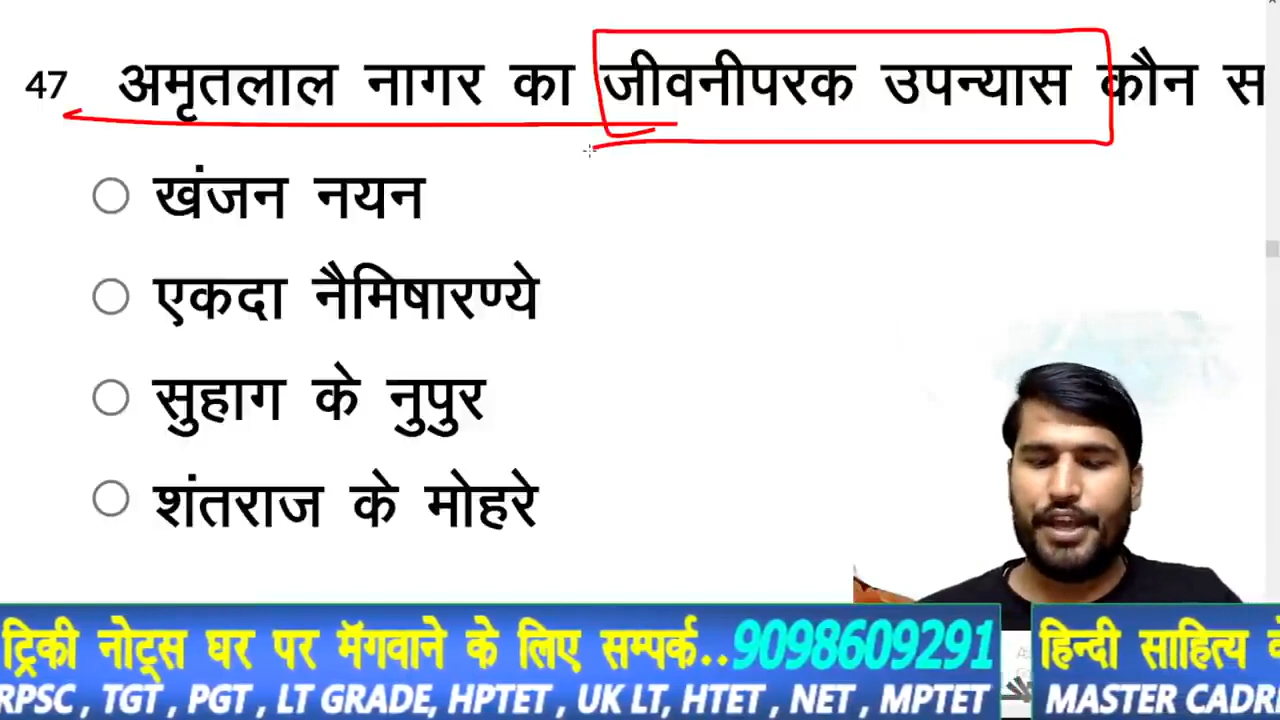 47 अमृतलाल नागर का जीवनीपरक उपन्यास कौन स
खंजन नयन
एकदा नैमिषारण्ये
सुहाग के नुपुर
शंतराज के मोहरे
ट्रिकी नोट्स घर पर मॅगवाने के लिए सम्पर्क..9098609291 हिन्दी साहित्य वे
RPSC , TGT , PGT , LT GRADE, HPTET , UK LT, HTET , NET , MPTET MASTER CADR